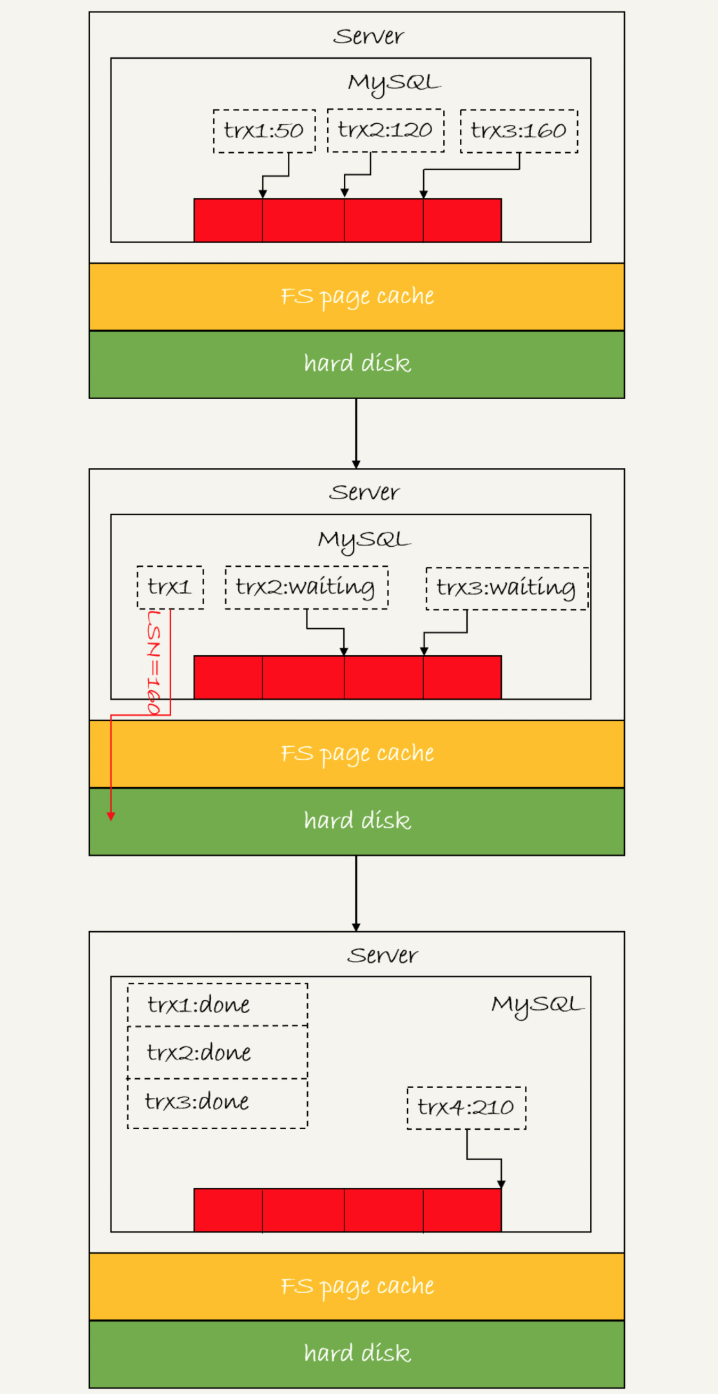 Server
MySQL
trx1:50 trx2:120 trx3:160
FS page cache
hard disk
Server
MySQL
trx1 trx2:waiting trx3:waiting
LSN=160
FS page cache
hard disk
Server
trx1:done MySQL
trx2:done
trx3:done trx4:210
FS page cache
hard disk